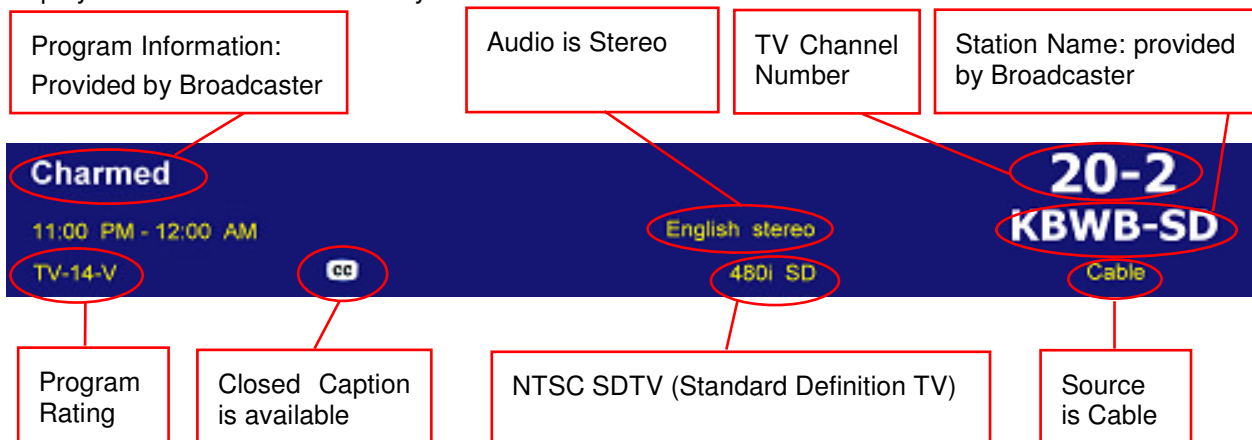 Program Information:
Provided by Broadcaster
Audio is Stereo
TV Channel
Number
Station Name: provided
by Broadcaster
Charmed
20-2
11:00 PM - 12:00 AM
English stereo
KBWB-SD
TV-14-V
cc
480i SD
Cable
Program
Rating
Closed Caption
is available
NTSC SDTV (Standard Definition TV)
Source
is Cable